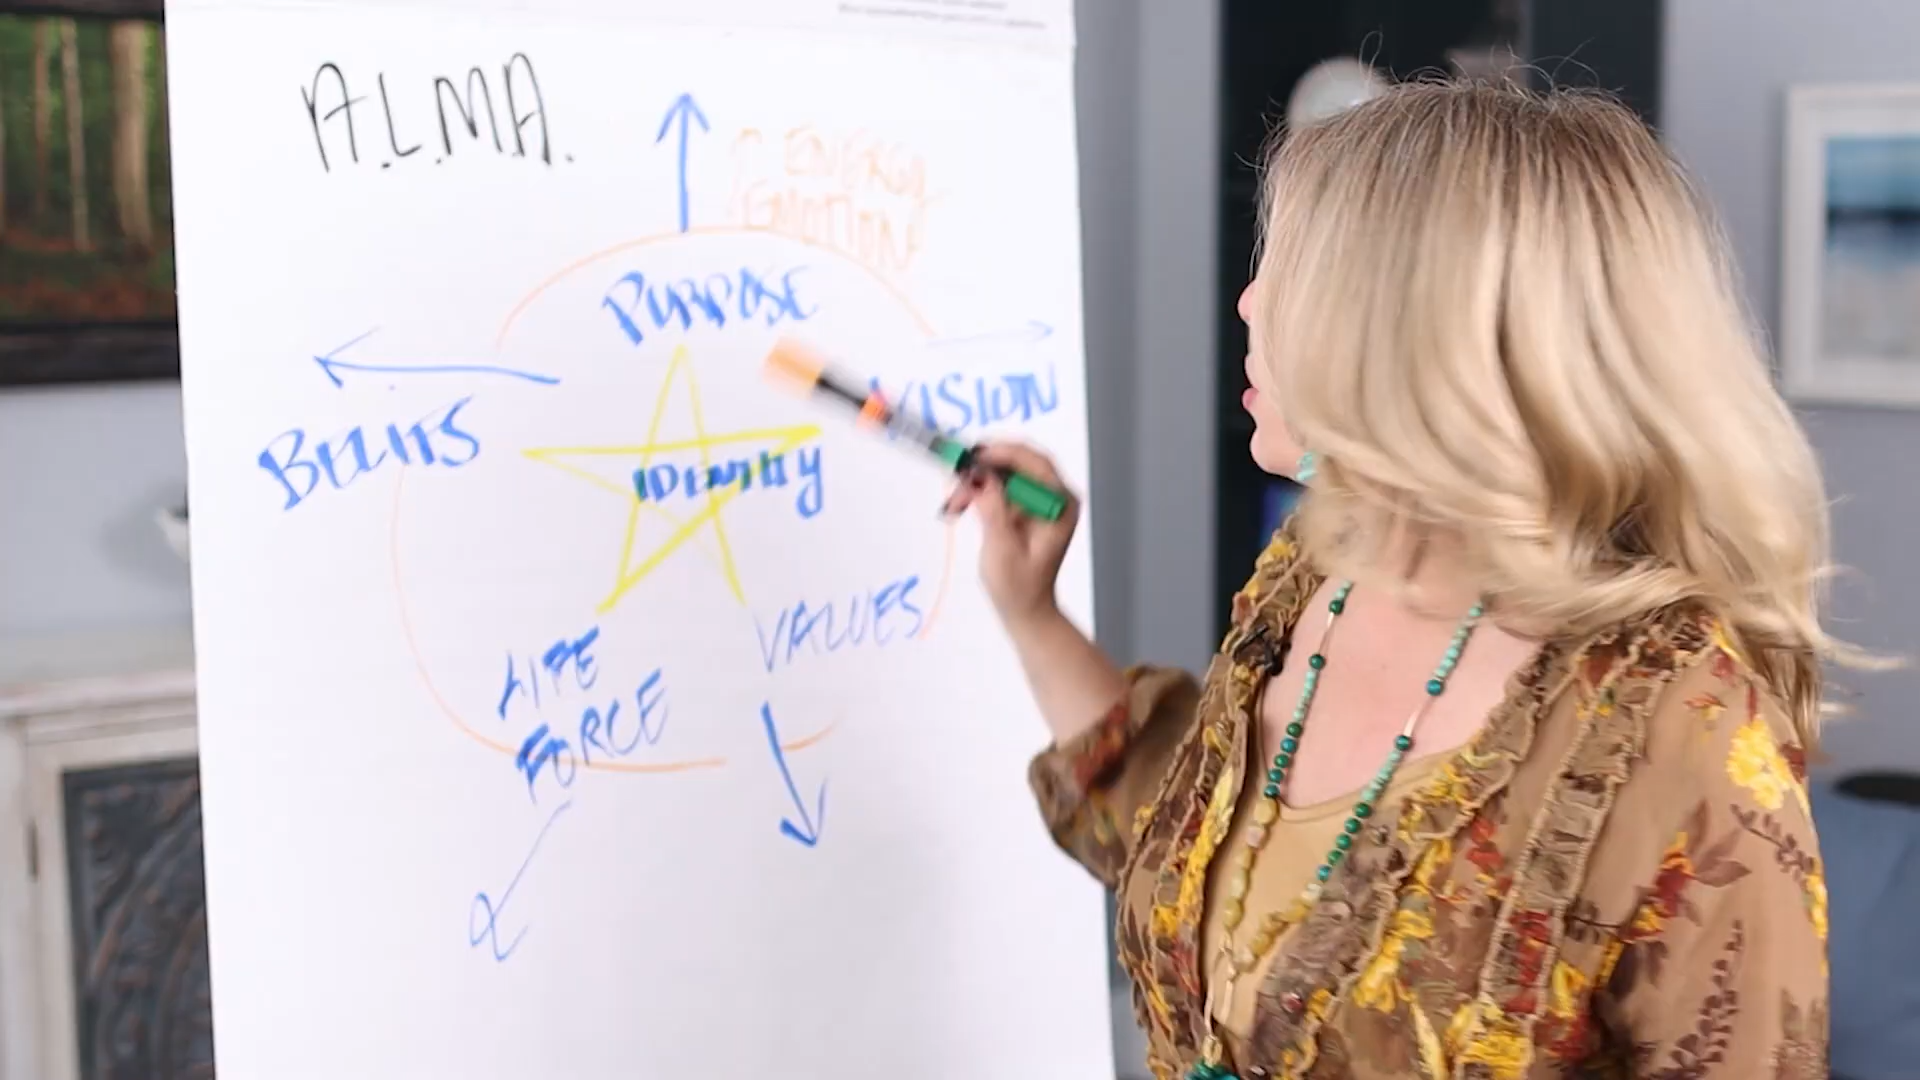 A.L.M.A.
↑ ENERGY
EMOTION
PURPOSE
VISION
BELIEFS
IDENTITY
VALUES
LIFE
FORCE